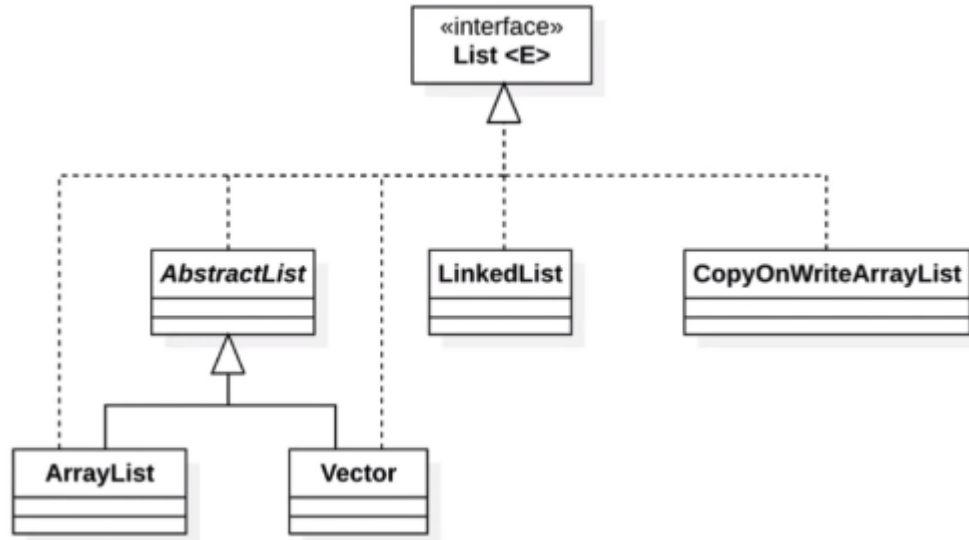 «interface»
List <E>
AbstractList
LinkedList
CopyOnWriteArrayList
ArrayList
Vector